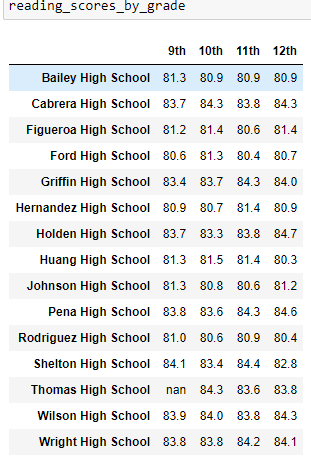 reading_scores_by_grade
9th 10th 11th 12th
Bailey High School 81.3 80.9 80.9 80.9
Cabrera High School 83.7 84.3 83.8 84.3
Figueroa High School 81.2 81.4 80.6 81.4
Ford High School 80.6 81.3 80.4 80.7
Griffin High School 83.4 83.7 84.3 84.0
Hernandez High School 80.9 80.7 81.4 80.9
Holden High School 83.7 83.3 83.8 84.7
Huang High School 81.3 81.5 81.4 80.3
Johnson High School 81.3 80.8 80.6 81.2
Pena High School 83.8 83.6 84.3 84.6
Rodriguez High School 81.0 80.6 80.9 80.4
Shelton High School 84.1 83.4 84.4 82.8
Thomas High School nan 84.3 83.6 83.8
Wilson High School 83.9 84.0 83.8 84.3
Wright High School 83.8 83.8 84.2 84.1